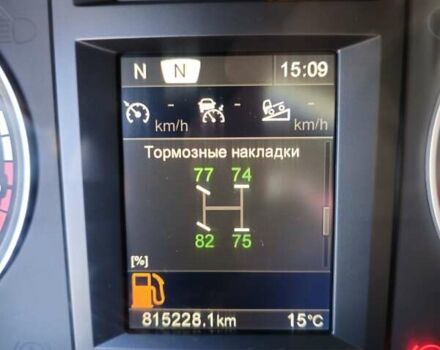 N N 15:09
- - -
km/h km/h
Тормозные накладки
77 74
82 75
[%]
815228.1km 15°C